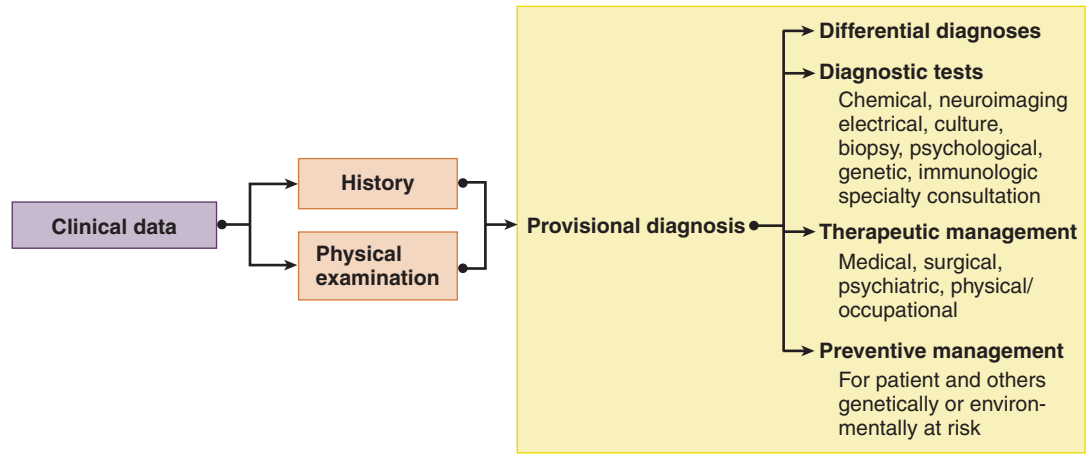 Clinical data
History
Physical
examination
Provisional diagnosis
Differential diagnoses
Diagnostic tests
Chemical, neuroimaging
electrical, culture,
biopsy, psychological,
genetic, immunologic
specialty consultation
Therapeutic management
Medical, surgical,
psychiatric, physical/
occupational
Preventive management
For patient and others
genetically or environ-
mentally at risk